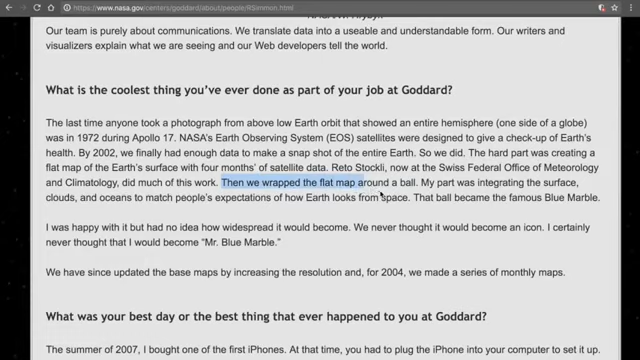 https://www.nasa.gov/centers/goddard/about/people/RSimmon.html
Our team is purely about communications. We translate data into a useable and understandable form. Our writers and
visualizers explain what we are seeing and our Web developers tell the world.
What is the coolest thing you've ever done as part of your job at Goddard?
The last time anyone took a photograph from above low Earth orbit that showed an entire hemisphere (one side of a globe)
was in 1972 during Apollo 17. NASA's Earth Observing System (EOS) satellites were designed to give a check-up of Earth's
health. By 2002, we finally had enough data to make a snap shot of the entire Earth. So we did. The hard part was creating a
flat map of the Earth's surface with four months' of satellite data. Reto Stockli, now at the Swiss Federal Office of Meteorology
and Climatology, did much of this work. Then we wrapped the flat map around a ball. My part was integrating the surface,
clouds, and oceans to match people's expectations of how Earth looks from space. That ball became the famous Blue Marble.
I was happy with it but had no idea how widespread it would become. We never thought it would become an icon. I certainly
never thought that I would become "Mr. Blue Marble."
We have since updated the base maps by increasing the resolution and, for 2004, we made a series of monthly maps.
What was your best day or the best thing that ever happened to you at Goddard?
The summer of 2007, I bought one of the first iPhones. At that time, you had to plug the iPhone into your computer to set it up.